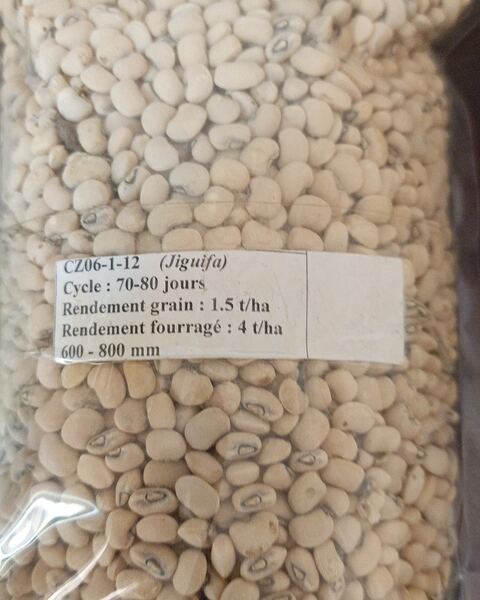 CZ06-1-12 (Jiguifa)
Cycle : 70-80 jours
Rendement grain : 1.5 t/ha
Rendement fourragé : 4 t/ha
600 - 800 mm